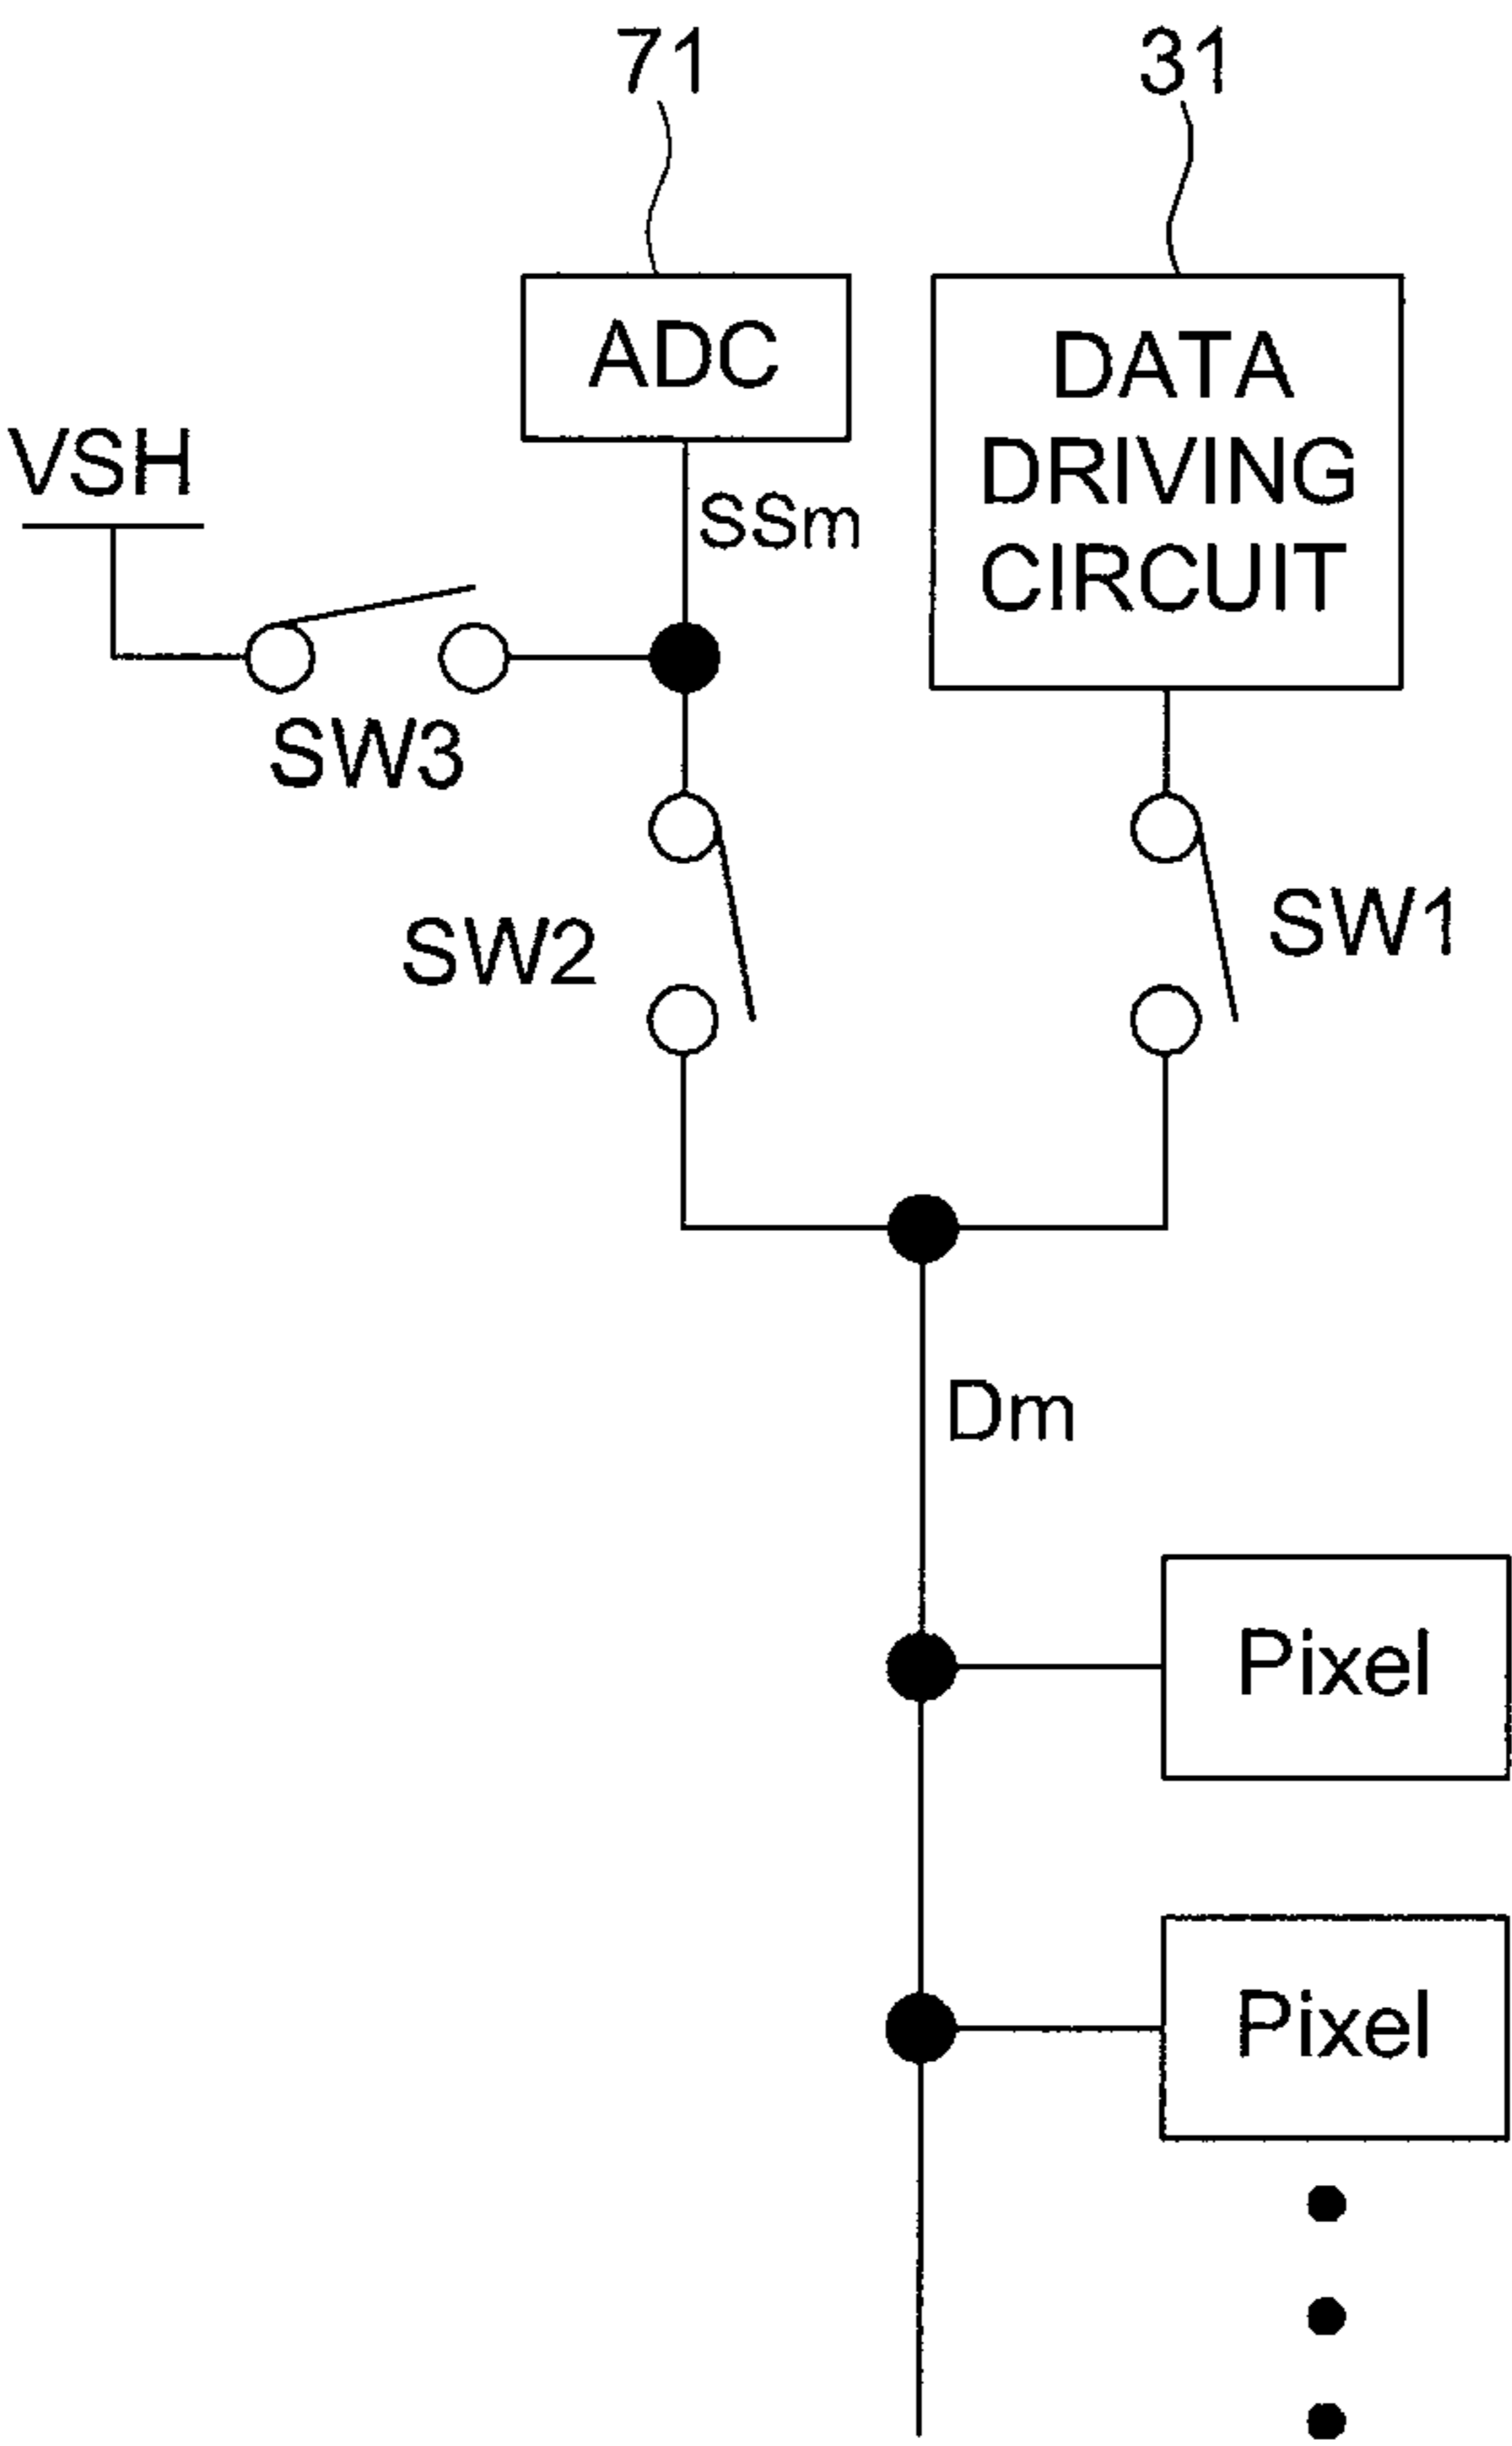 71
31
ADC
DATA
DRIVING
CIRCUIT
VSH
SSm
SW3
SW2
SW1
Dm
Pixel
Pixel